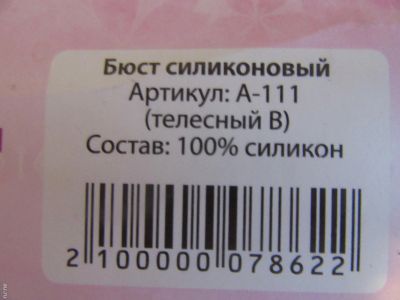 Бюст силиконовый
Артикул: А-111
(телесный В)
Состав: 100% силикон
2 100000 078622